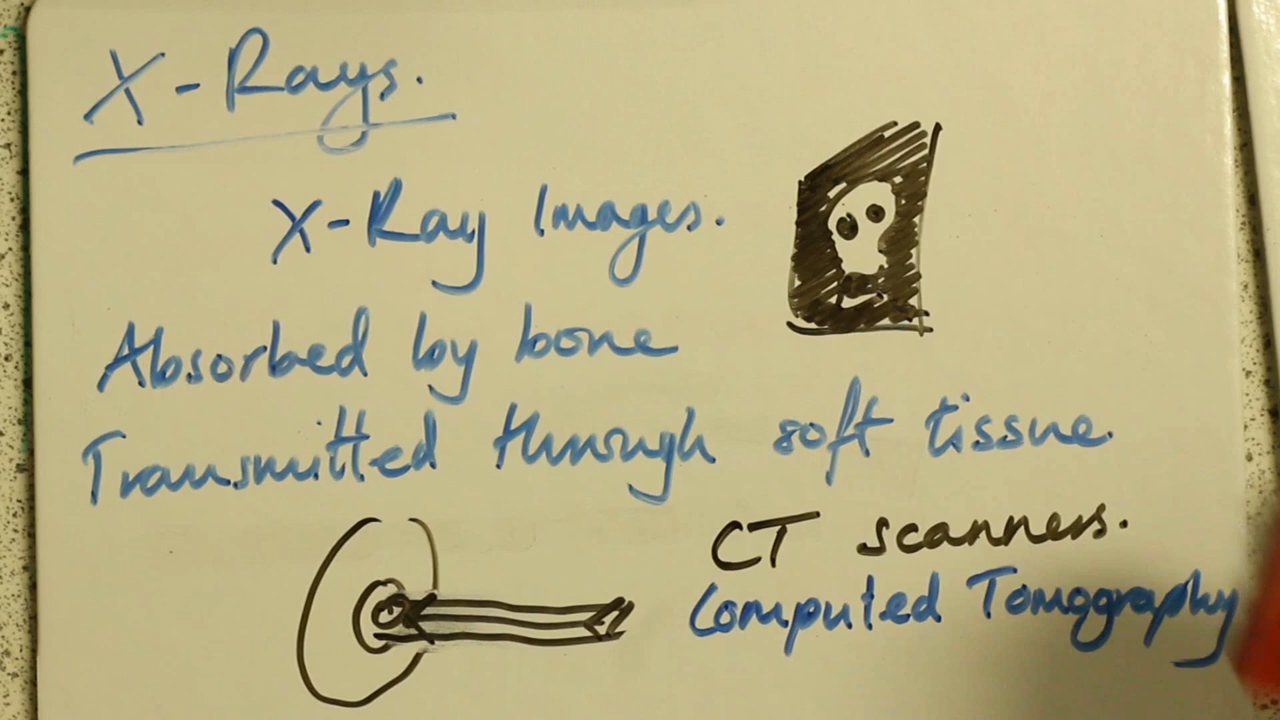 X-Rays.
X-Ray Images.
Absorbed by bone
Transmitted through soft tissue.
CT scanners.
Computed Tomography